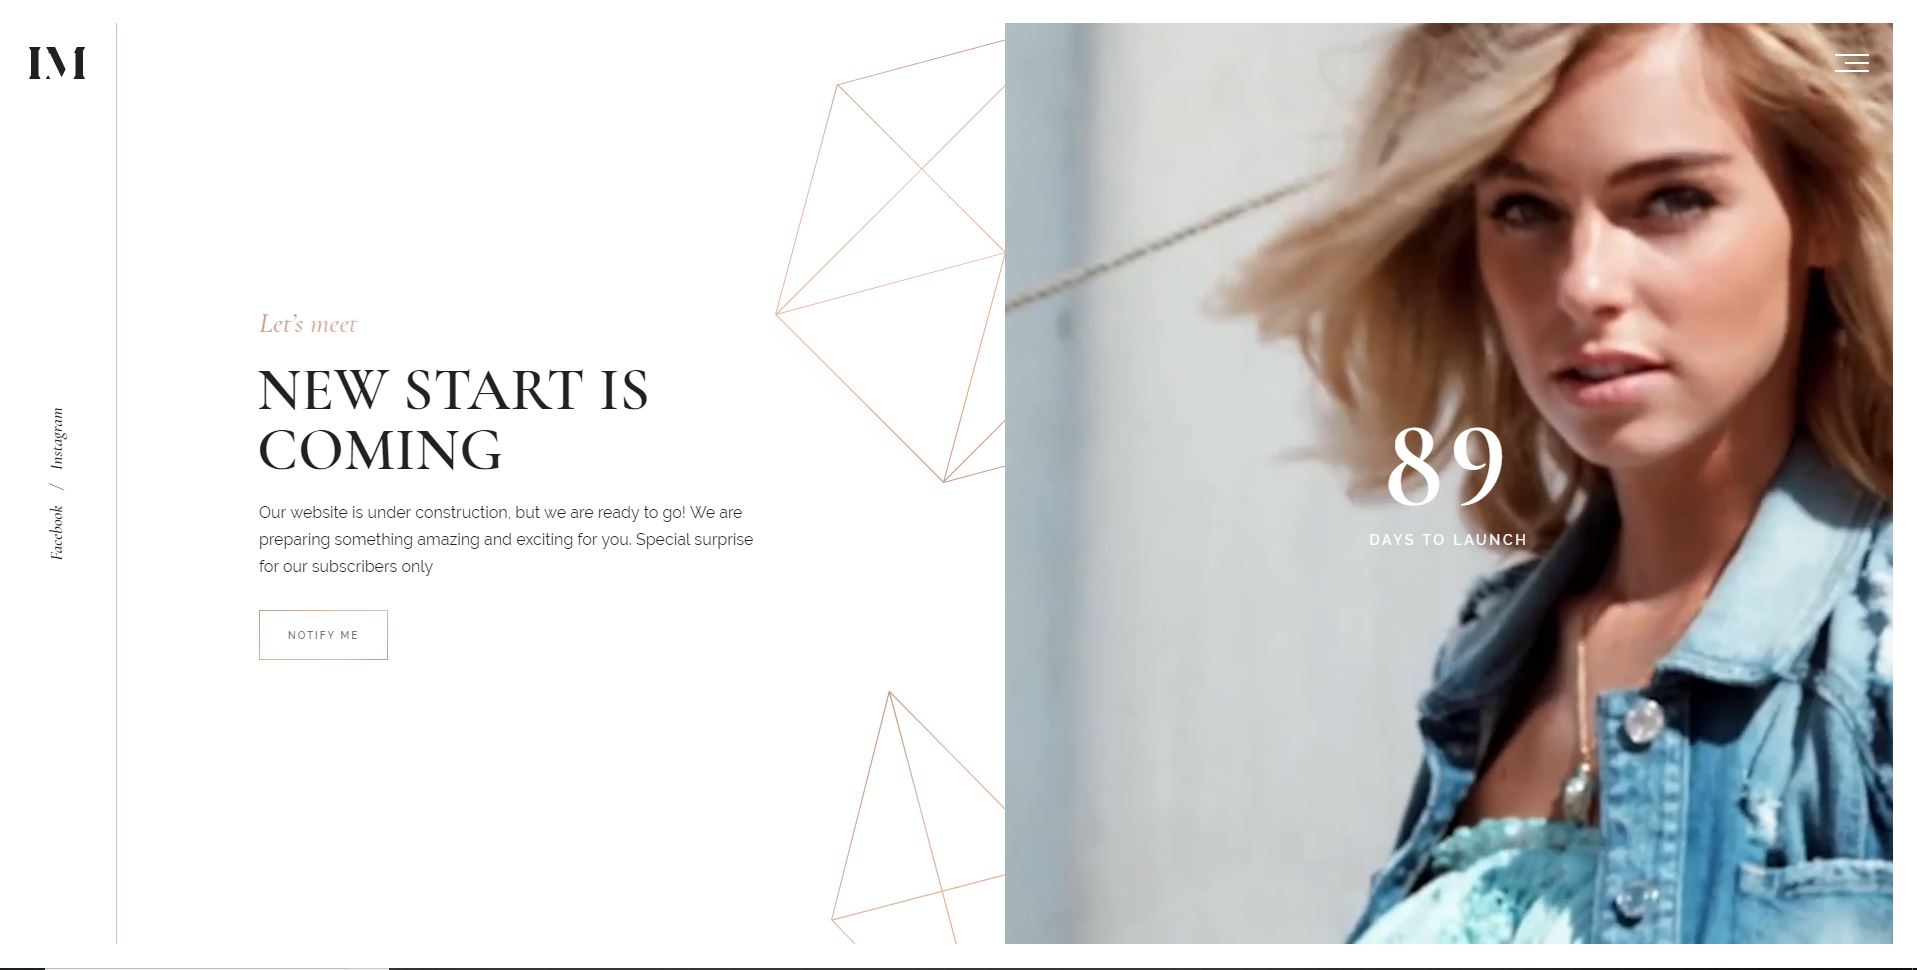 IM
Let's meet
NEW START IS
COMING
Our website is under construction, but we are ready to go! We are
preparing something amazing and exciting for you. Special surprise
for our subscribers only
NOTIFY ME
Facebook / Instagram
89
DAYS TO LAUNCH